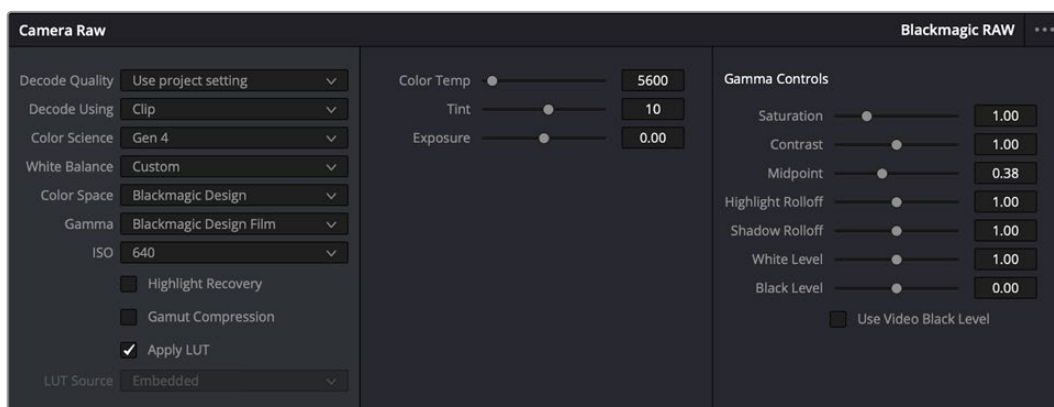 Camera Raw
Blackmagic RAW
Decode Quality Use project setting
Decode Using Clip
Color Science Gen 4
White Balance Custom
Color Space Blackmagic Design
Gamma Blackmagic Design Film
ISO 640
Highlight Recovery
Gamut Compression
Apply LUT
LUT Source Embedded
Color Temp 5600
Tint 10
Exposure 0.00
Gamma Controls
Saturation 1.00
Contrast 1.00
Midpoint 0.38
Highlight Rolloff 1.00
Shadow Rolloff 1.00
White Level 1.00
Black Level 0.00
Use Video Black Level